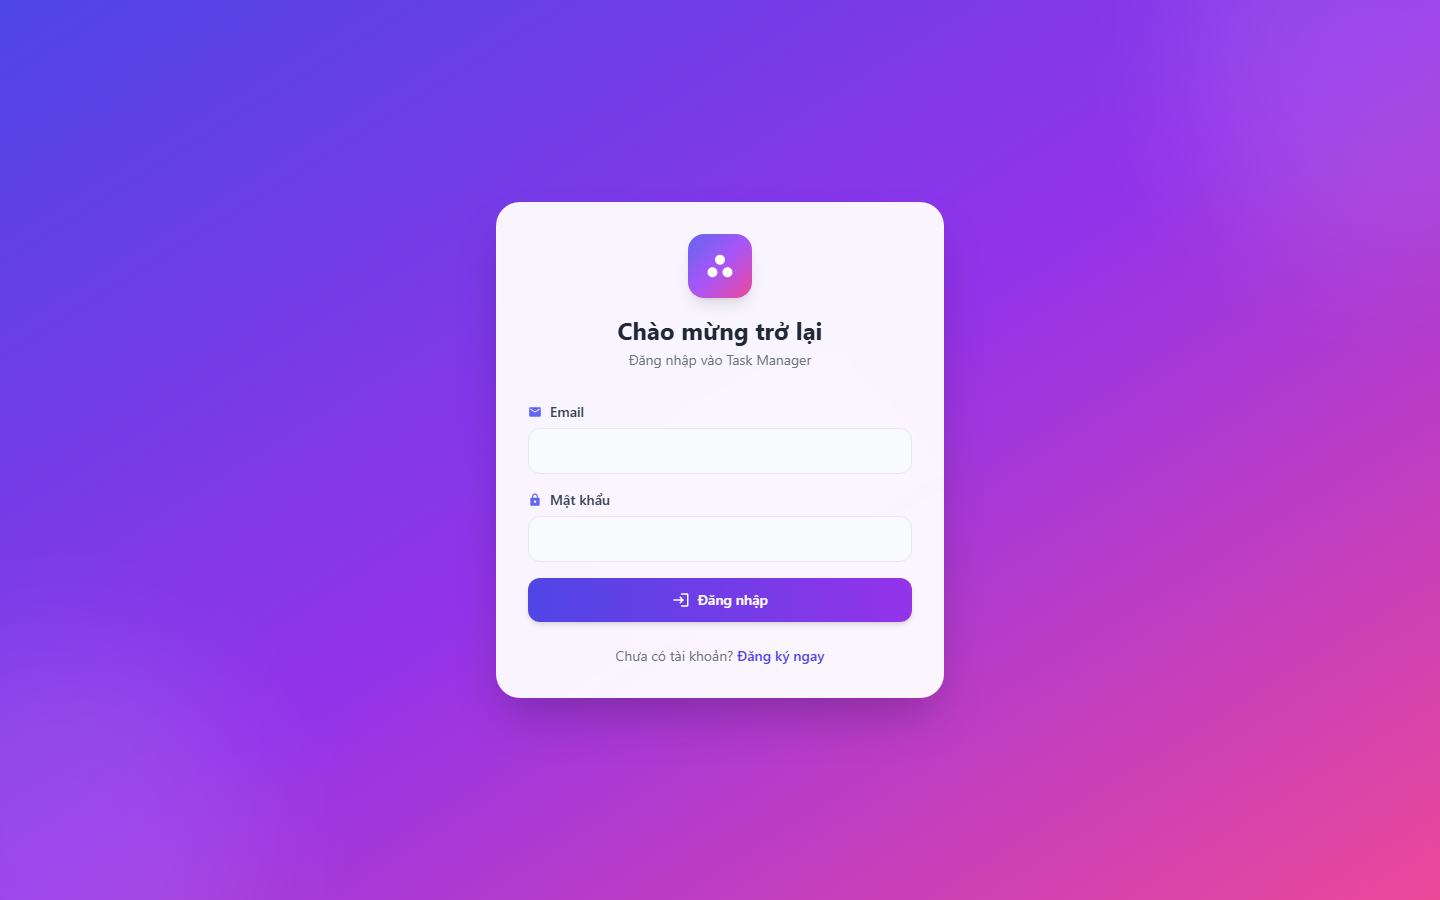 Chào mừng trở lại
Đăng nhập vào Task Manager
Email
Mật khẩu
Đăng nhập
Chưa có tài khoản? Đăng ký ngay